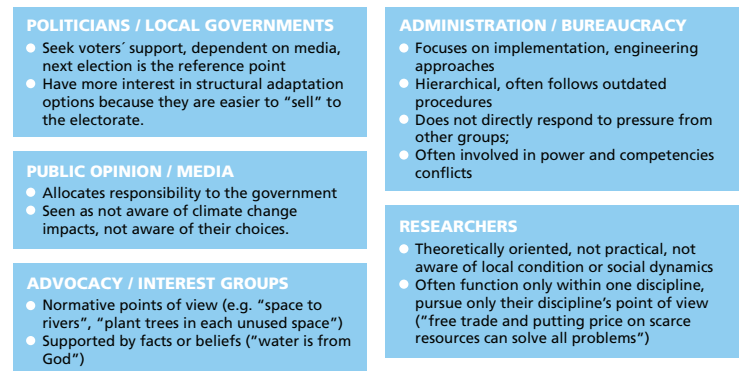 POLITICIANS / LOCAL GOVERNMENTS
● Seek voters´ support, dependent on media,
next election is the reference point
● Have more interest in structural adaptation
options because they are easier to “sell” to
the electorate.
PUBLIC OPINION / MEDIA
● Allocates responsibility to the government
● Seen as not aware of climate change
impacts, not aware of their choices.
ADVOCACY / INTEREST GROUPS
● Normative points of view (e.g. “space to
rivers”, “plant trees in each unused space”)
● Supported by facts or beliefs (“water is from
God”)
ADMINISTRATION / BUREAUCRACY
● Focuses on implementation, engineering
approaches
● Hierarchical, often follows outdated
procedures
● Does not directly respond to pressure from
other groups;
● Often involved in power and competencies
conflicts
RESEARCHERS
● Theoretically oriented, not practical, not
aware of local condition or social dynamics
● Often function only within one discipline,
pursue only their discipline’s point of view
(“free trade and putting price on scarce
resources can solve all problems”)